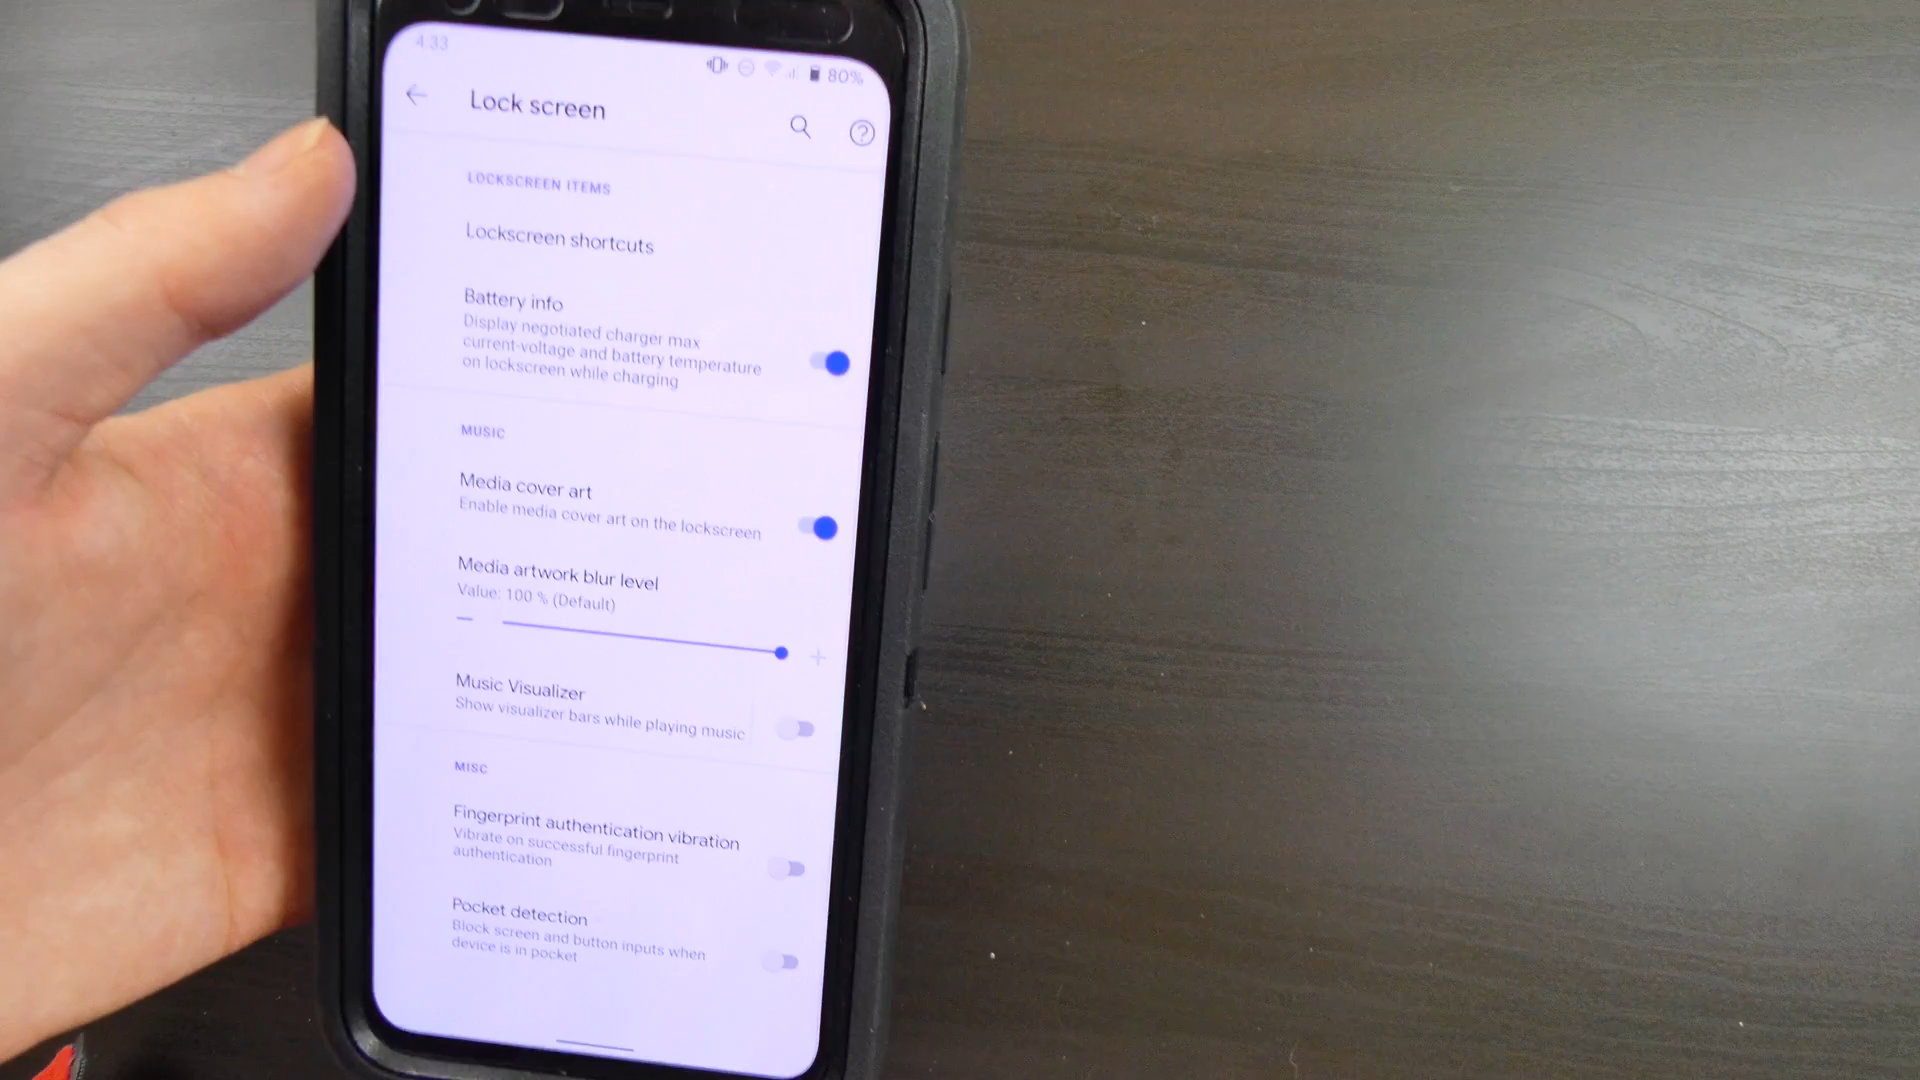 4:33
80%
Lock screen
LOCKSCREEN ITEMS
Lockscreen shortcuts
Battery info
Display negotiated charger max
current-voltage and battery temperature
on lockscreen while charging
MUSIC
Media cover art
Enable media cover art on the lockscreen
Media artwork blur level
Value: 100 % (Default)
Music Visualizer
Show visualizer bars while playing music
MISC
Fingerprint authentication vibration
Vibrate on successful fingerprint
authentication
Pocket detection
Block screen and button inputs when
device is in pocket